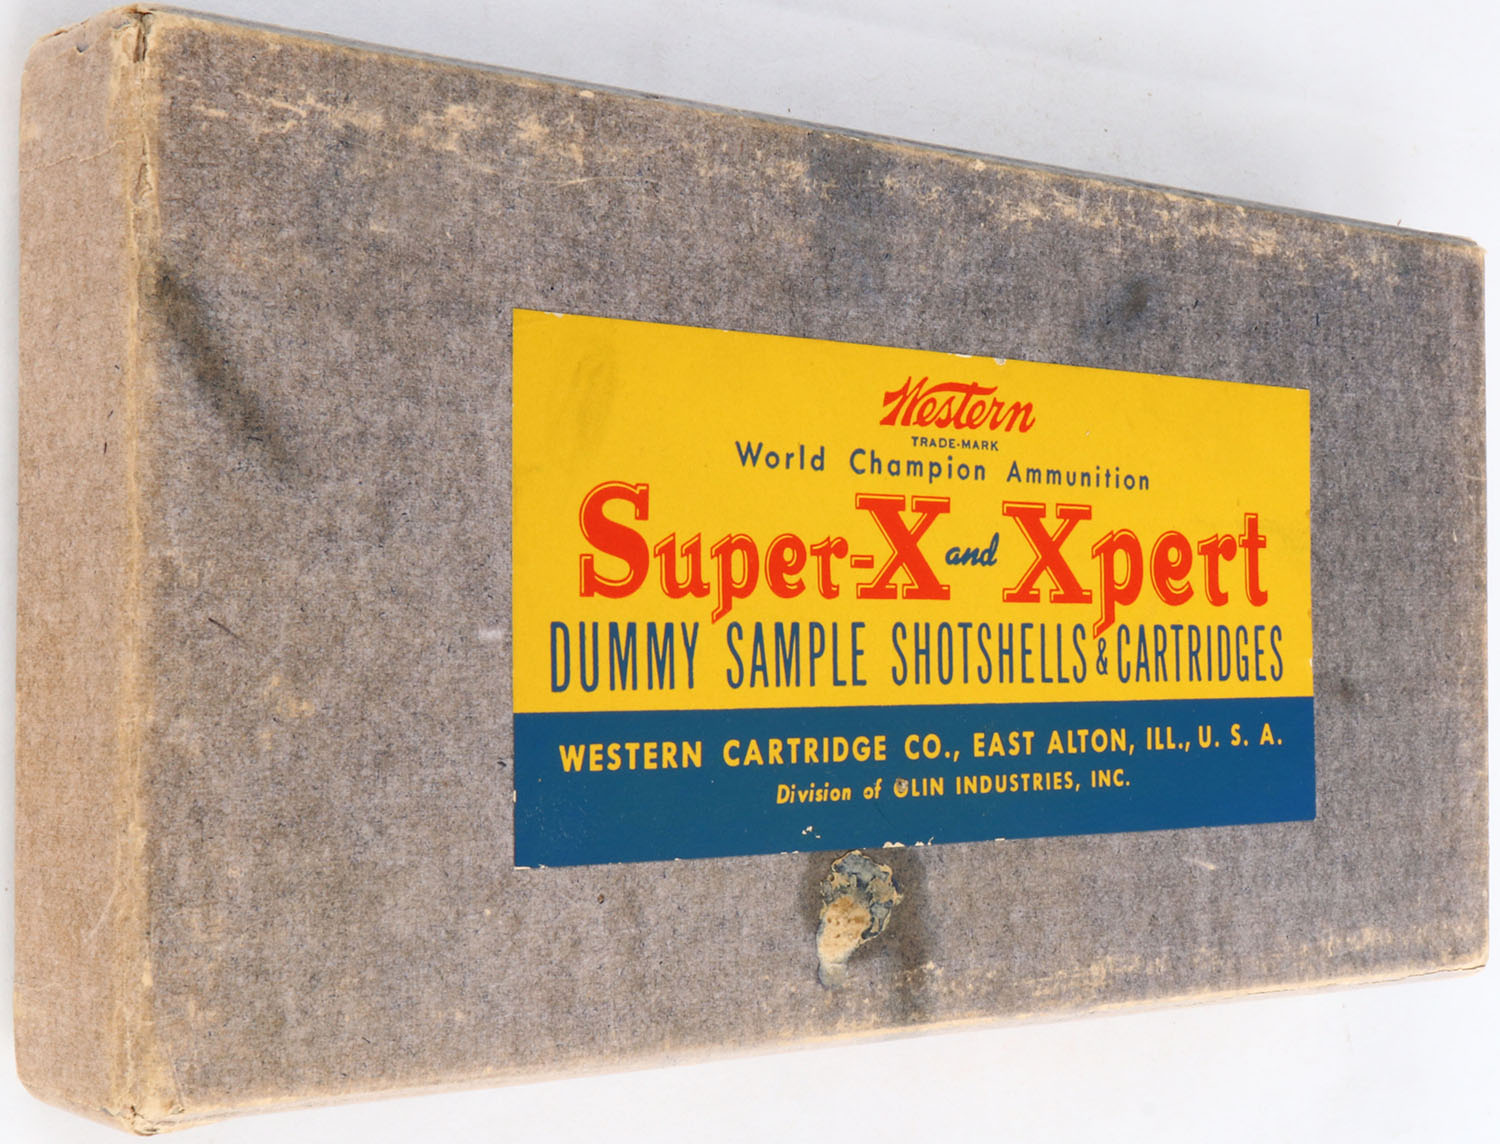 Western
TRADE-MARK
World Champion Ammunition
Super-X and Xpert
DUMMY SAMPLE SHOTSHELLS & CARTRIDGES
WESTERN CARTRIDGE CO., EAST ALTON, ILL., U. S. A.
Division of OLIN INDUSTRIES, INC.